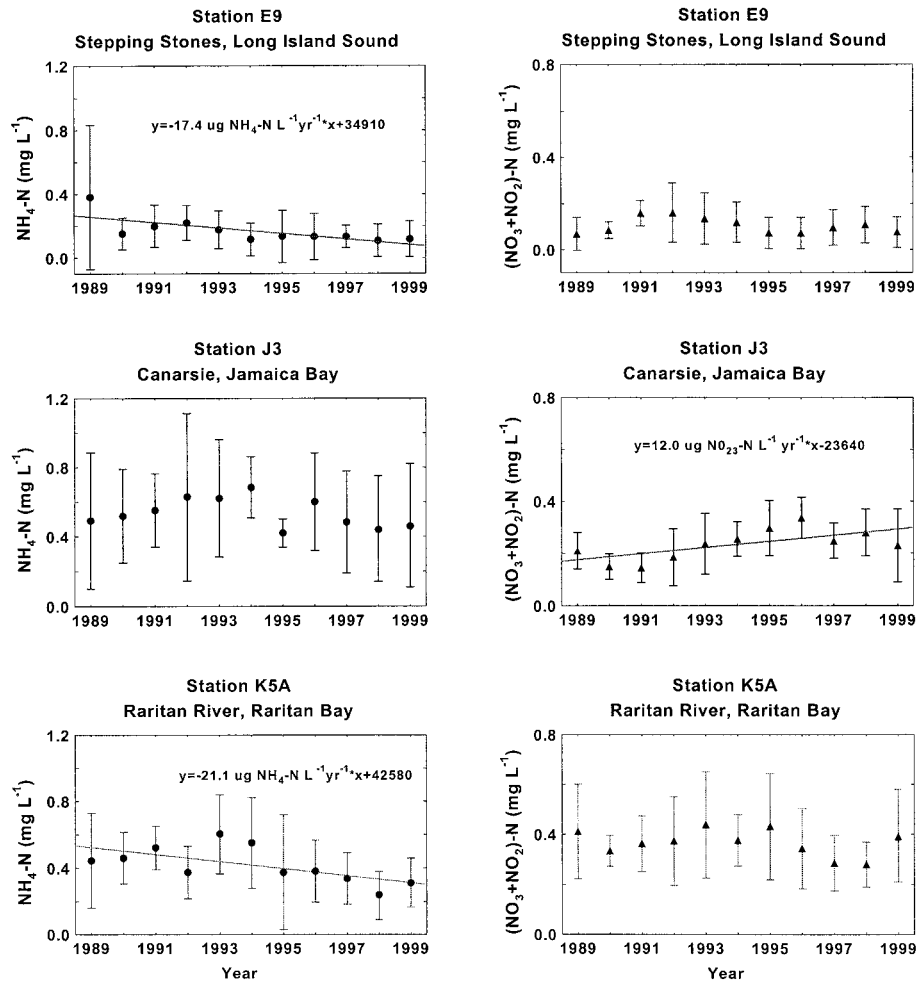 Station E9
Stepping Stones, Long Island Sound
NH4-N (mg L-1)
1.2
0.8
0.4
0.0
y=-17.4 ug NH4-N L-1yr-1*x+34910
1989 1991 1993 1995 1997 1999
Station E9
Stepping Stones, Long Island Sound
(NO3+NO2)-N (mg L-1)
0.8
0.4
0.0
1989 1991 1993 1995 1997 1999
Station J3
Canarsie, Jamaica Bay
NH4-N (mg L-1)
1.2
0.8
0.4
0.0
1989 1991 1993 1995 1997 1999
Station J3
Canarsie, Jamaica Bay
(NO3+NO2)-N (mg L-1)
0.8
0.4
0.0
y=12.0 ug N023-N L-1 yr-1*x-23640
1989 1991 1993 1995 1997 1999
Station K5A
Raritan River, Raritan Bay
NH4-N (mg L-1)
1.2
0.8
0.4
0.0
y=-21.1 ug NH4-N L-1yr-1*x+42580
1989 1991 1993 1995 1997 1999
Year
Station K5A
Raritan River, Raritan Bay
(NO3+NO2)-N (mg L-1)
0.8
0.4
0.0
1989 1991 1993 1995 1997 1999
Year